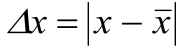 Δx = |x − x̅|